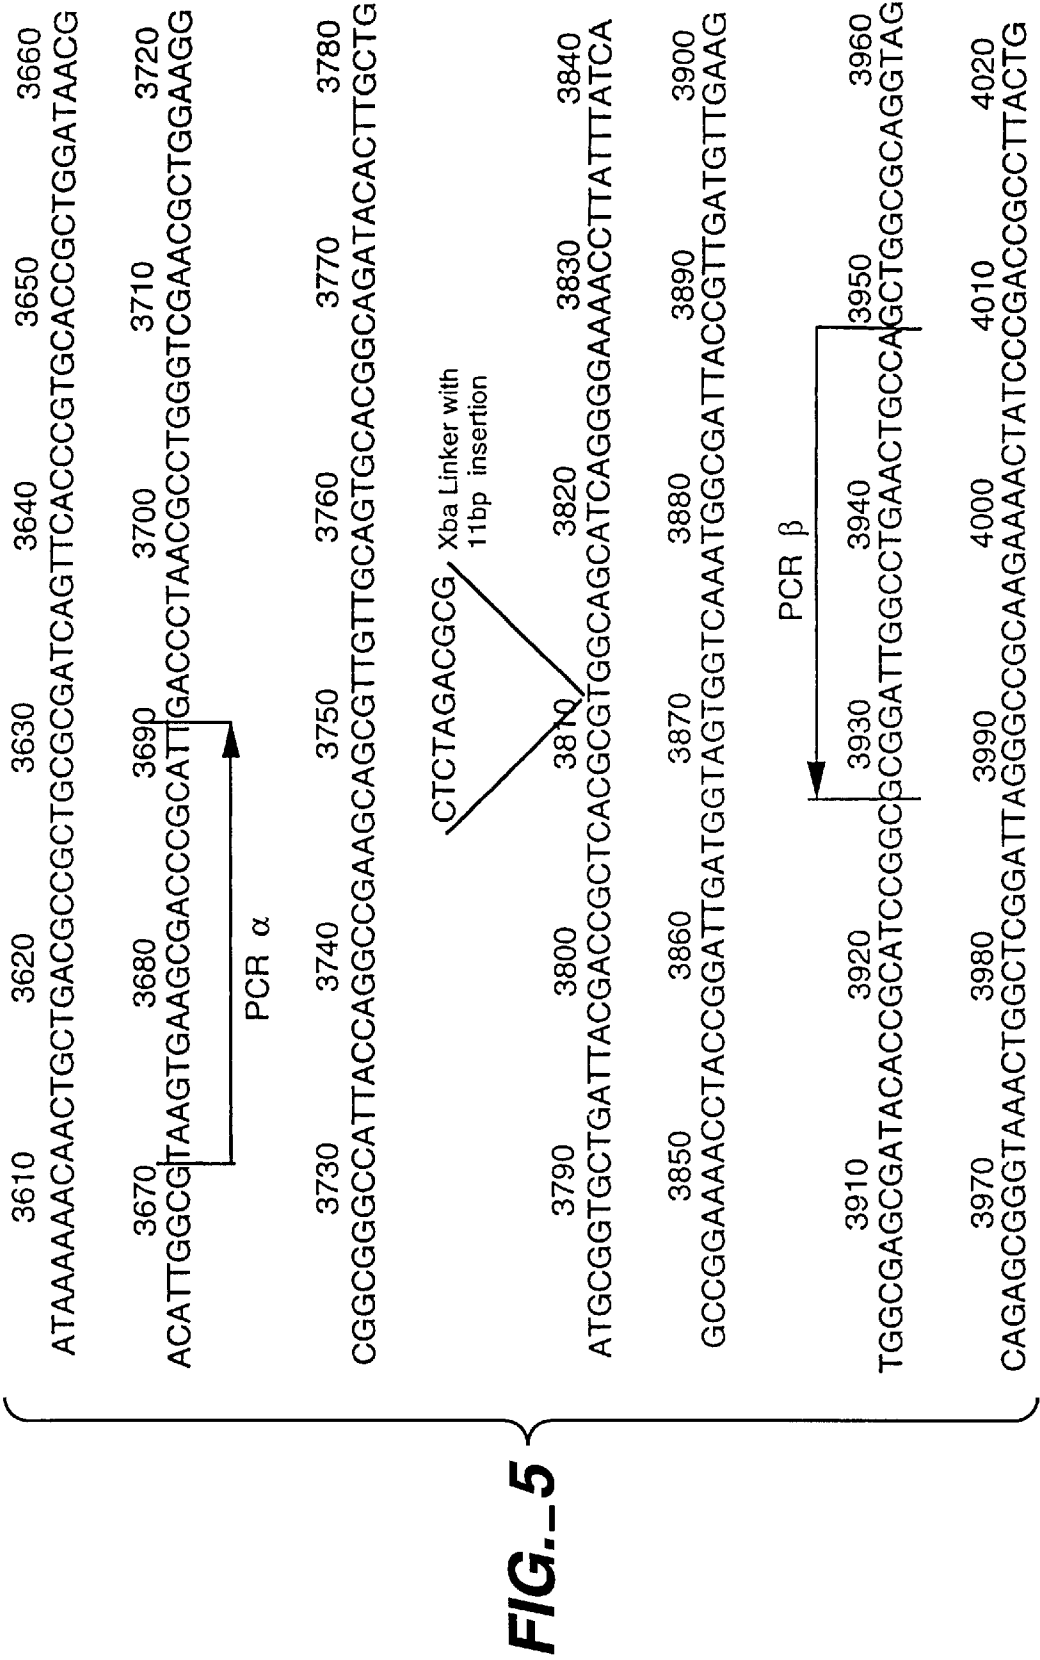 3610 3620 3630 3640 3650 3660
ATAAAAACAACTGCTGACGCCGCTGCGCGATCAGTTCACCCGTGCACCGCTGGATAACG
3670 3680 3690 3700 3710 3720
ACATTGGCGTAAGTGAAGCGACCCGCATTGACCCTAACGCCTGGGTCGAACGCTGGAAGG
PCR α
3730 3740 3750 3760 3770 3780
CGGCGGGCCATTACCAGGCCGAAGCAGCGTTGTTGCAGTGCACGGCAGATACACTTGCTG
CTCTAGACGCG
Xba Linker with
11bp insertion
3790 3800 3810 3820 3830 3840
ATGCGGTGCTGATTACGACCGCTCACGCGTGGCAGCATCAGGGGAAAACCTTATTTATCA
3850 3860 3870 3880 3890 3900
GCCGGAAAACCTACCGGATTGATGGTAGTGGTCAAATGGCGATTACCGTTGATGTTGAAG
PCR β
3910 3920 3930 3940 3950 3960
TGGCGAGCGATACACCGCATCCGGCGCGGATTGGCCTGAACTGCCAGCTGGCGCAGGTAG
3970 3980 3990 4000 4010 4020
CAGAGCGGGTAAACTGGCTCGGATTAGGGCCGCAAGAAAACTATCCCGACCGCCTTACTG
FIG._5